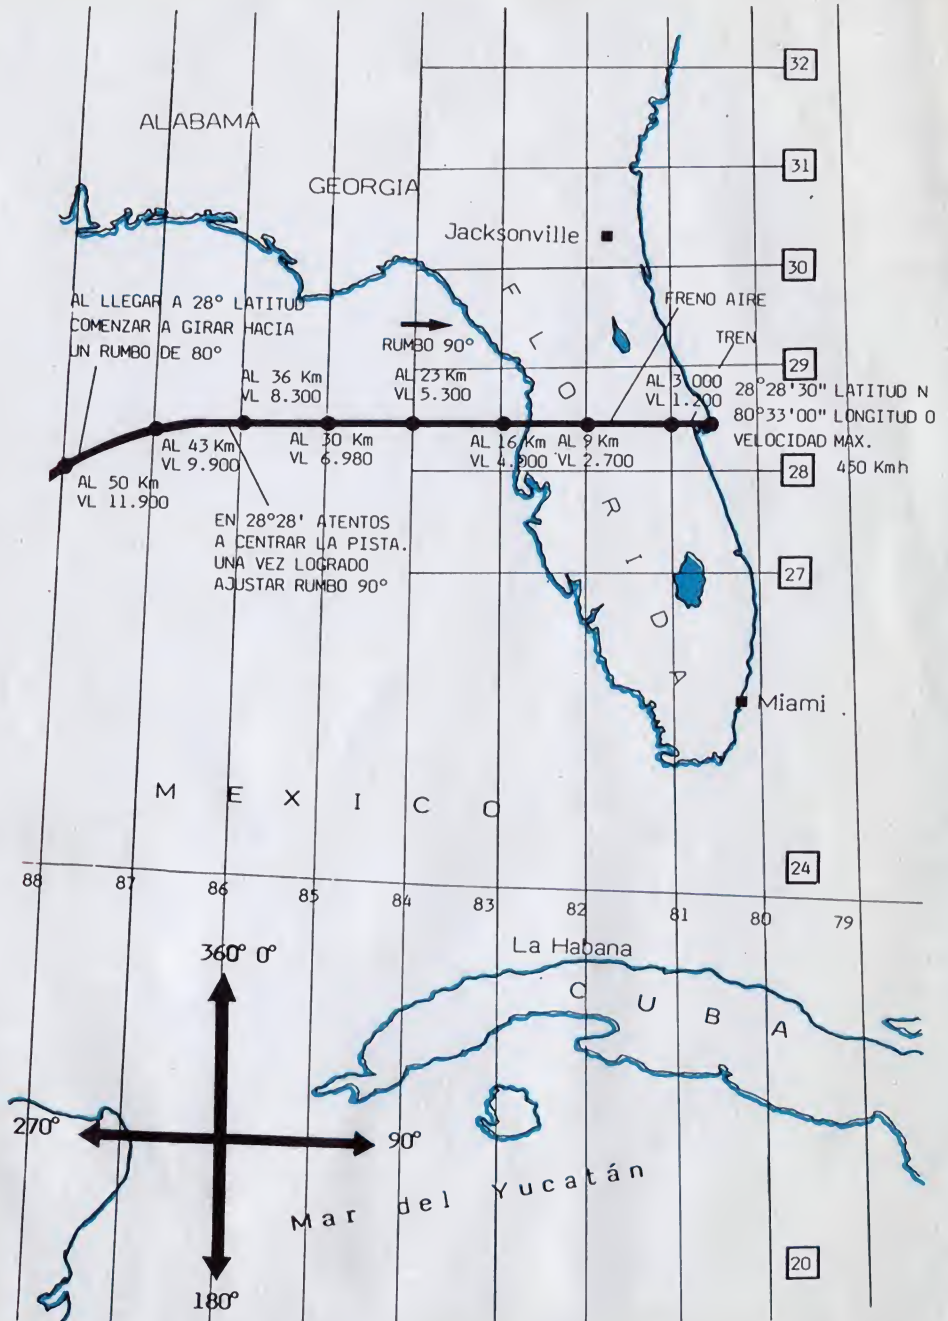 32
ALABAMA
31
GEORGIA
Jacksonville
30
FLORIDA
AL LLEGAR A 28° LATITUD
COMENZAR A GIRAR HACIA
UN RUMBO DE 80°
FRENO AIRE
TREN
RUMBO 90°
29
AL 36 Km
VL 8.300
AL 23 Km
VL 5.300
AL 3.000
VL 1.200
28°28'30" LATITUD N
80°33'00" LONGITUD O
VELOCIDAD MAX.
450 Kmh
AL 43 Km
VL 9.900
AL 30 Km
VL 6.980
AL 16 Km
VL 4.000
AL 9 Km
VL 2.700
28
AL 50 Km
VL 11.900
EN 28°28' ATENTOS
A CENTRAR LA PISTA.
UNA VEZ LOGRADO
AJUSTAR RUMBO 90°
27
Miami
MEXICO
24
88 87 86 85 84 83 82 81 80 79
La Habana
CUBA
360° 0°
270°
90°
Mar del Yucatán
20
180°